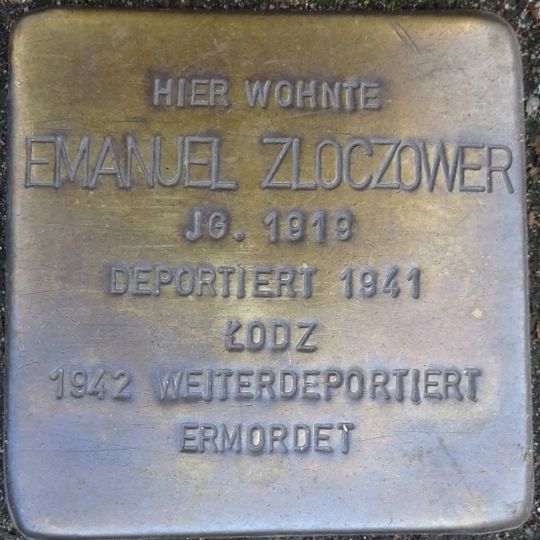 HIER WOHNTE
EMANUEL ZLOCZOWER
JG. 1919
DEPORTIERT 1941
ŁODZ
1942 WEITERDEPORTIERT
ERMORDET